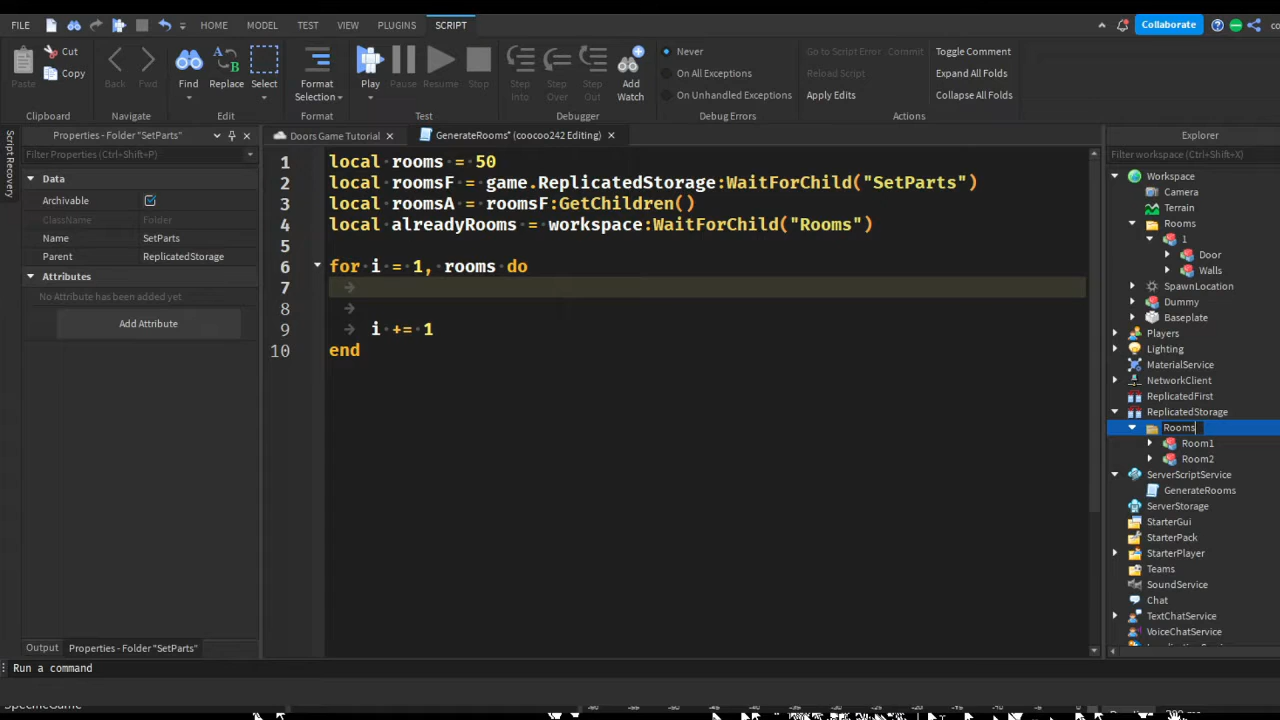 FILE HOME MODEL TEST VIEW PLUGINS SCRIPT Collaborate co
Paste Cut Copy Back Fwd Find Replace Select Format Selection Play Pause Resume Stop Step Into Step Over Step Out Add Watch
Never
On All Exceptions
On Unhandled Exceptions
Go to Script Error Commit Toggle Comment
Reload Script Expand All Folds
Apply Edits Collapse All Folds
Clipboard Navigate Edit Format Test Debugger Debug Errors Actions
Script Recovery
Properties - Folder "SetParts"
Filter Properties (Ctrl+Shift+P)
Data
Archivable
ClassName Folder
Name SetParts
Parent ReplicatedStorage
Attributes
No Attribute has been added yet
Add Attribute
Output Properties - Folder "SetParts"
Doors Game Tutorial GenerateRooms* (coocoo242 Editing)
1 local rooms = 50
2 local roomsF = game.ReplicatedStorage:WaitForChild("SetParts")
3 local roomsA = roomsF:GetChildren()
4 local alreadyRooms = workspace:WaitForChild("Rooms")
5
6 for i = 1, rooms do
7
8
9 i += 1
10 end
Explorer
Filter workspace (Ctrl+Shift+X)
Workspace
Camera
Terrain
Rooms
1
Door
Walls
SpawnLocation
Dummy
Baseplate
Players
Lighting
MaterialService
NetworkClient
ReplicatedFirst
ReplicatedStorage
Rooms
Room1
Room2
ServerScriptService
GenerateRooms
ServerStorage
StarterGui
StarterPack
StarterPlayer
Teams
SoundService
Chat
TextChatService
VoiceChatService
Run a command